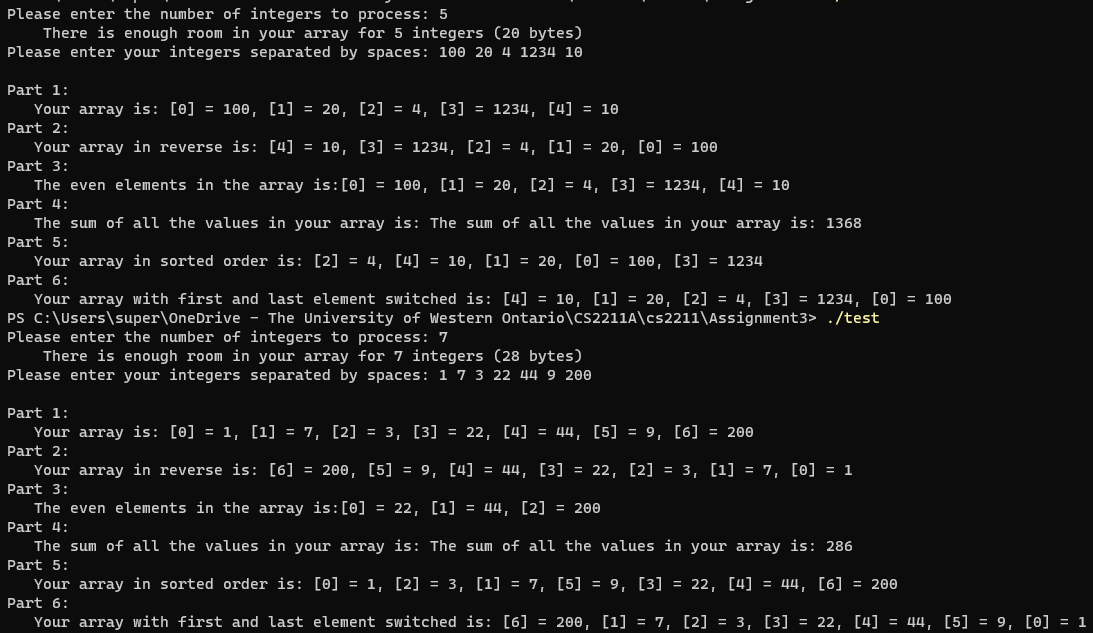 Please enter the number of integers to process: 5
    There is enough room in your array for 5 integers (20 bytes)
Please enter your integers separated by spaces: 100 20 4 1234 10

Part 1:
   Your array is: [0] = 100, [1] = 20, [2] = 4, [3] = 1234, [4] = 10
Part 2:
   Your array in reverse is: [4] = 10, [3] = 1234, [2] = 4, [1] = 20, [0] = 100
Part 3:
   The even elements in the array is:[0] = 100, [1] = 20, [2] = 4, [3] = 1234, [4] = 10
Part 4:
   The sum of all the values in your array is: The sum of all the values in your array is: 1368
Part 5:
   Your array in sorted order is: [2] = 4, [4] = 10, [1] = 20, [0] = 100, [3] = 1234
Part 6:
   Your array with first and last element switched is: [4] = 10, [1] = 20, [2] = 4, [3] = 1234, [0] = 100
PS C:\Users\super\OneDrive - The University of Western Ontario\CS2211A\cs2211\Assignment3> ./test
Please enter the number of integers to process: 7
    There is enough room in your array for 7 integers (28 bytes)
Please enter your integers separated by spaces: 1 7 3 22 44 9 200

Part 1:
   Your array is: [0] = 1, [1] = 7, [2] = 3, [3] = 22, [4] = 44, [5] = 9, [6] = 200
Part 2:
   Your array in reverse is: [6] = 200, [5] = 9, [4] = 44, [3] = 22, [2] = 3, [1] = 7, [0] = 1
Part 3:
   The even elements in the array is:[0] = 22, [1] = 44, [2] = 200
Part 4:
   The sum of all the values in your array is: The sum of all the values in your array is: 286
Part 5:
   Your array in sorted order is: [0] = 1, [2] = 3, [1] = 7, [5] = 9, [3] = 22, [4] = 44, [6] = 200
Part 6:
   Your array with first and last element switched is: [6] = 200, [1] = 7, [2] = 3, [3] = 22, [4] = 44, [5] = 9, [0] = 1